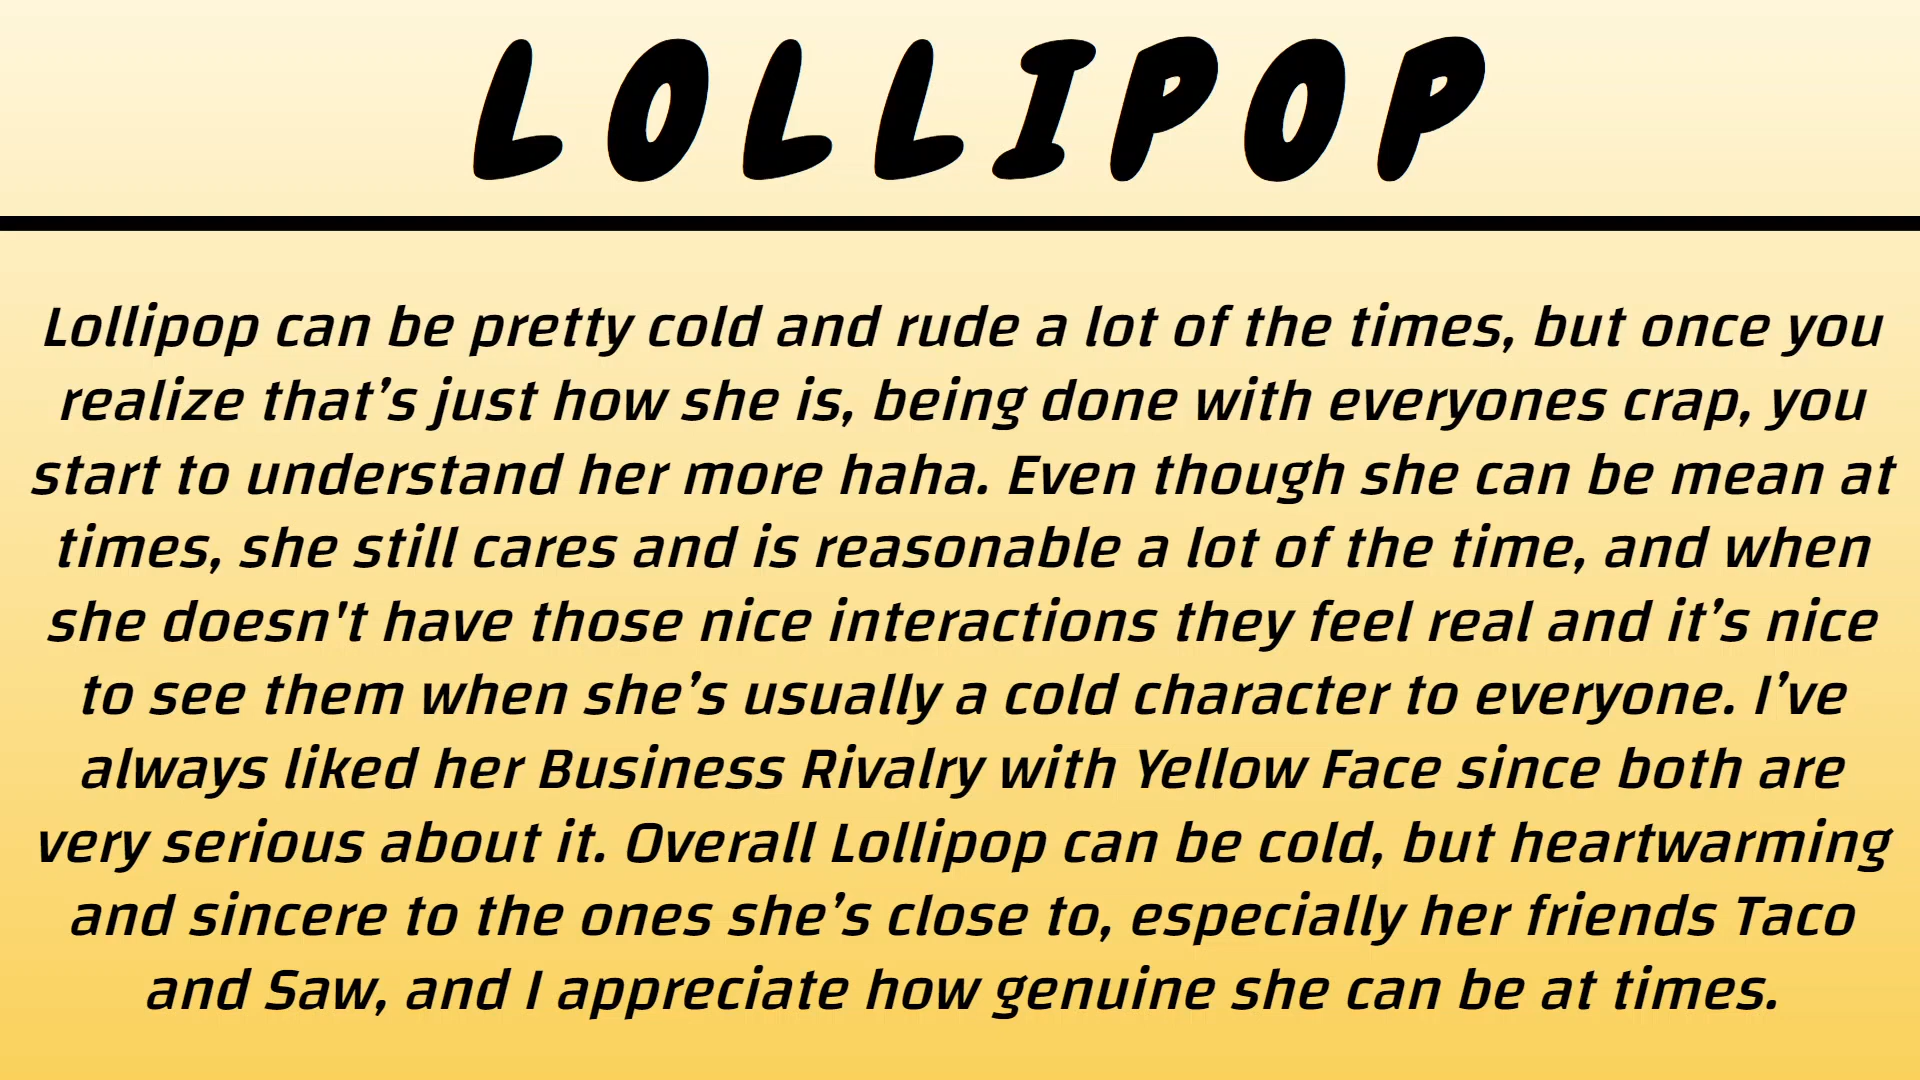 LOLLIPOP
Lollipop can be pretty cold and rude a lot of the times, but once you
realize that’s just how she is, being done with everyones crap, you
start to understand her more haha. Even though she can be mean at
times, she still cares and is reasonable a lot of the time, and when
she doesn't have those nice interactions they feel real and it’s nice
to see them when she’s usually a cold character to everyone. I’ve
always liked her Business Rivalry with Yellow Face since both are
very serious about it. Overall Lollipop can be cold, but heartwarming
and sincere to the ones she’s close to, especially her friends Taco
and Saw, and I appreciate how genuine she can be at times.